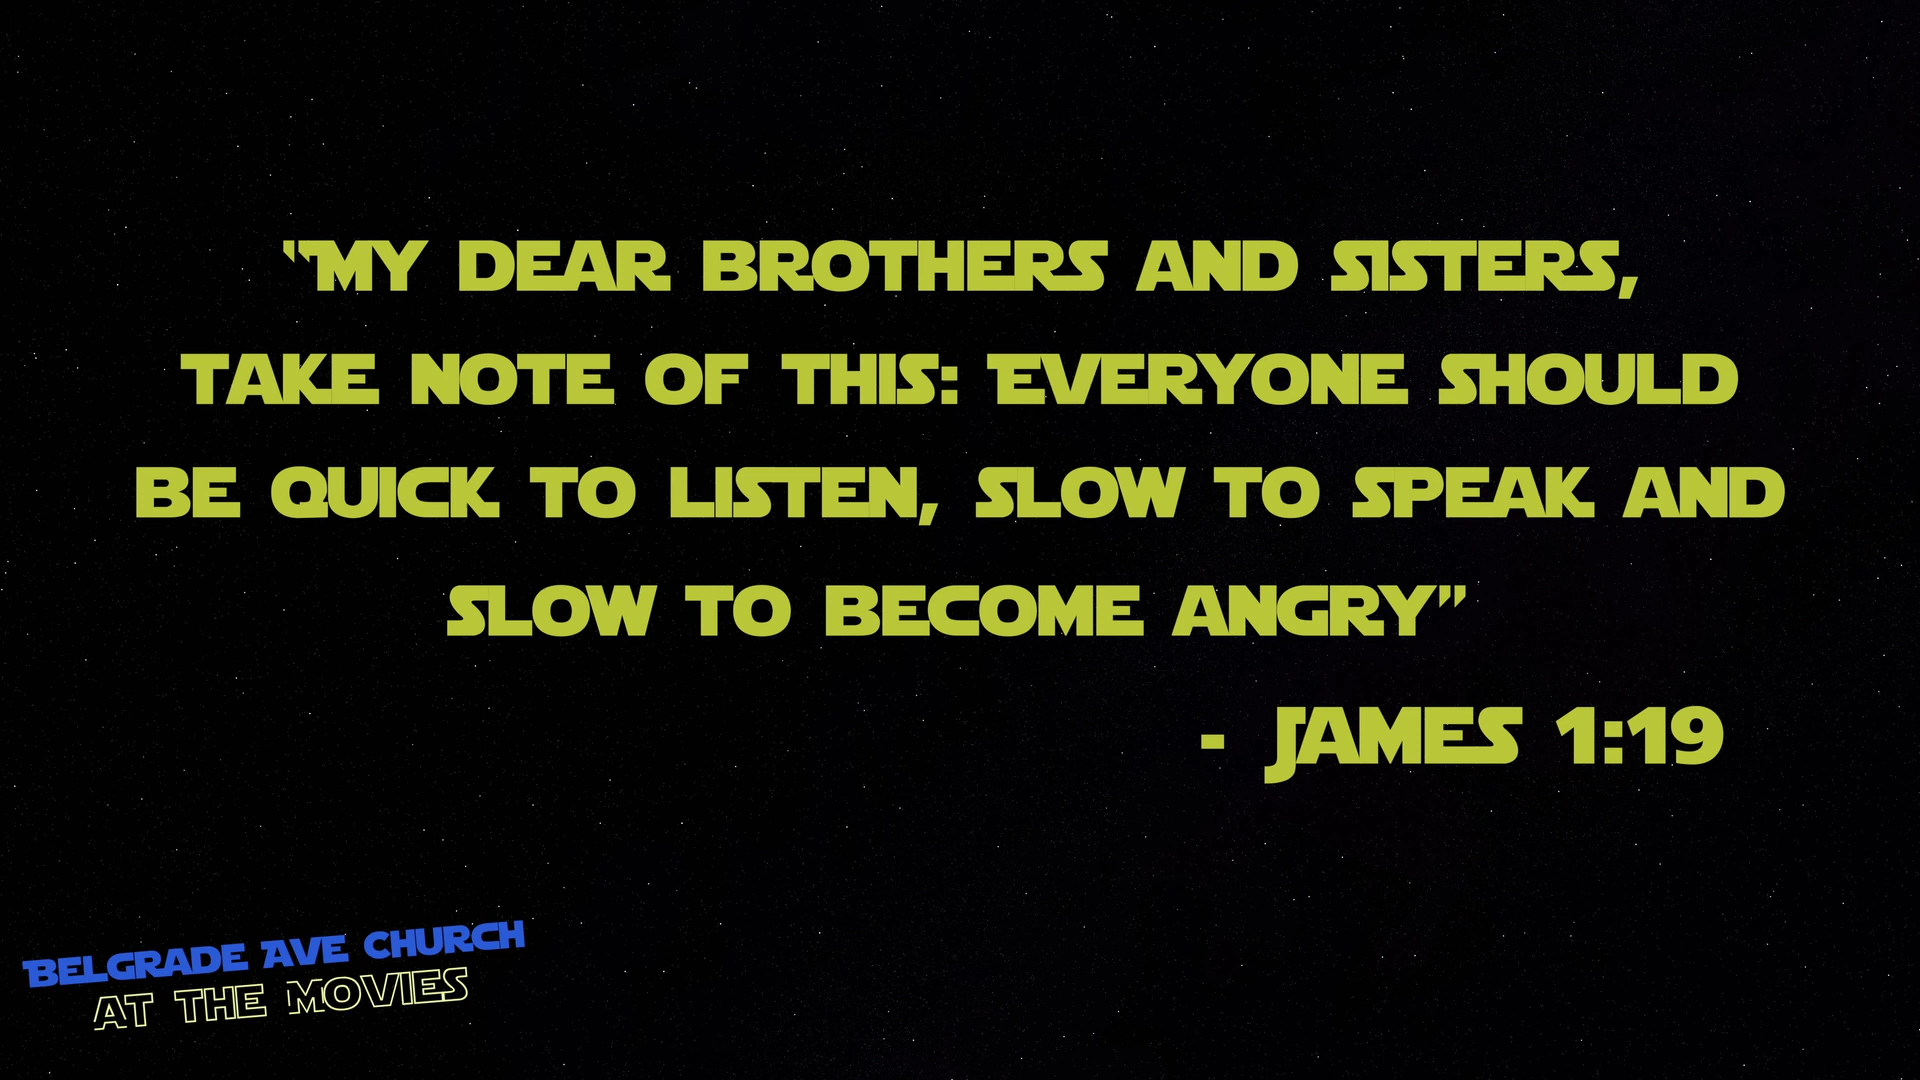 “My dear brothers and sisters,
take note of this: Everyone should
be quick to listen, slow to speak and
slow to become angry”
- James 1:19
Belgrade Ave Church
at the movies